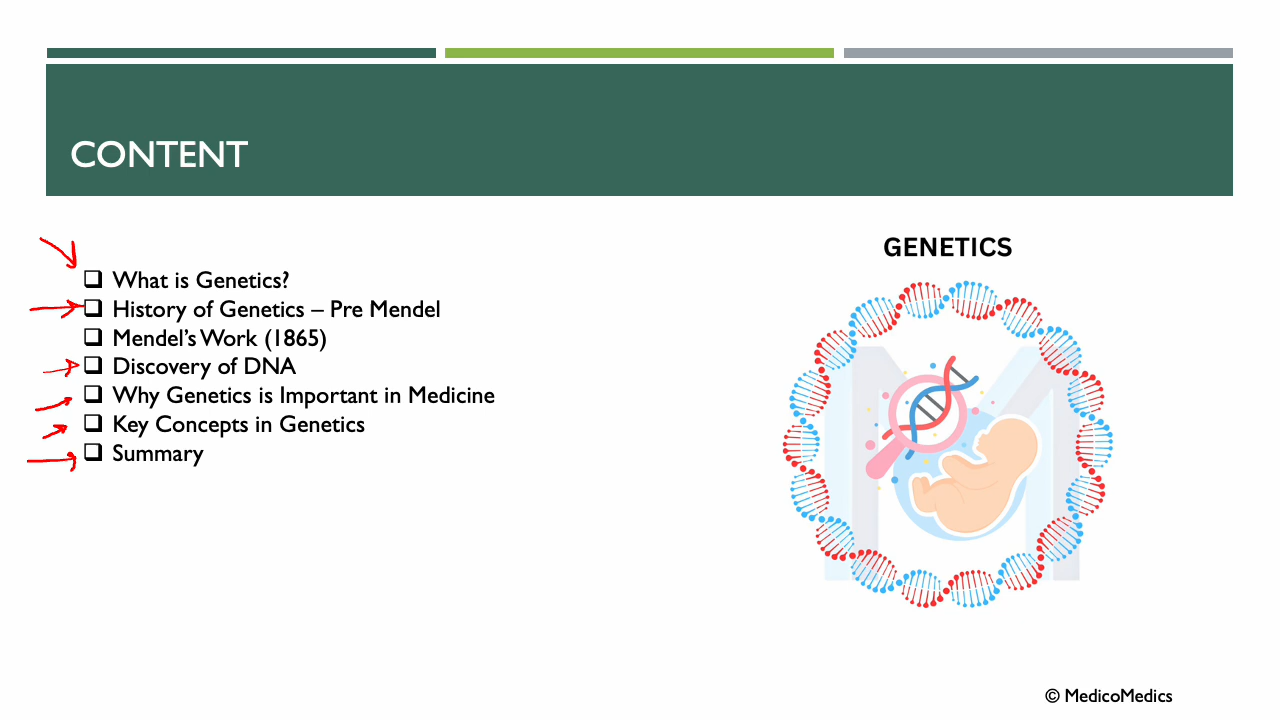 CONTENT
GENETICS
What is Genetics?
History of Genetics – Pre Mendel
Mendel's Work (1865)
Discovery of DNA
Why Genetics is Important in Medicine
Key Concepts in Genetics
Summary
© MedicoMedics